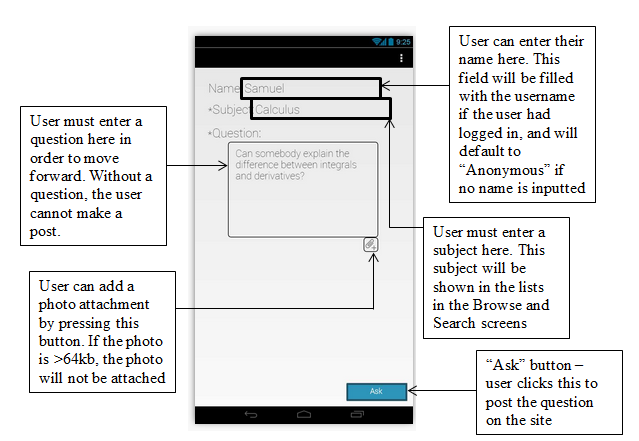 9:25
Name Samuel
*Subject Calculus
*Question:
Can somebody explain the
difference between integrals
and derivatives?
Ask
User must enter a
question here in
order to move
forward. Without a
question, the user
cannot make a
post.
User can add a
photo attachment
by pressing this
button. If the photo
is >64kb, the photo
will not be attached
User can enter their
name here. This
field will be filled
with the username
if the user had
logged in, and will
default to
“Anonymous” if
no name is inputted
User must enter a
subject here. This
subject will be
shown in the lists
in the Browse and
Search screens
“Ask” button –
user clicks this to
post the question
on the site